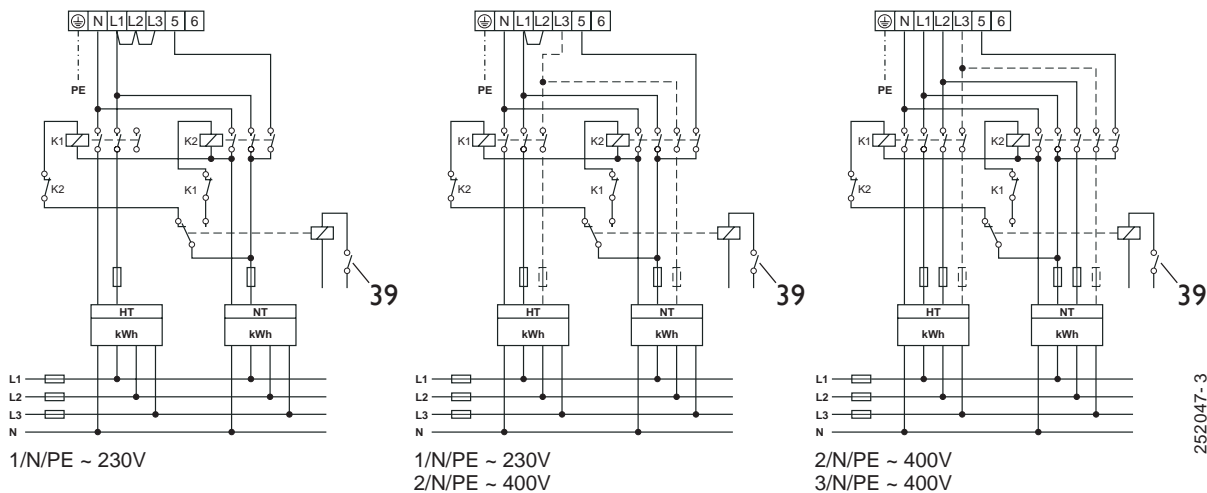 N L1 L2 L3 5 6
PE
K1
K2
K2
K1
39
HT
kWh
NT
kWh
L1
L2
L3
N
1/N/PE ~ 230V
N L1 L2 L3 5 6
PE
K1
K2
K2
K1
39
HT
kWh
NT
kWh
L1
L2
L3
N
1/N/PE ~ 230V
2/N/PE ~ 400V
N L1 L2 L3 5 6
PE
K1
K2
K2
K1
39
HT
kWh
NT
kWh
L1
L2
L3
N
2/N/PE ~ 400V
3/N/PE ~ 400V
252047-3